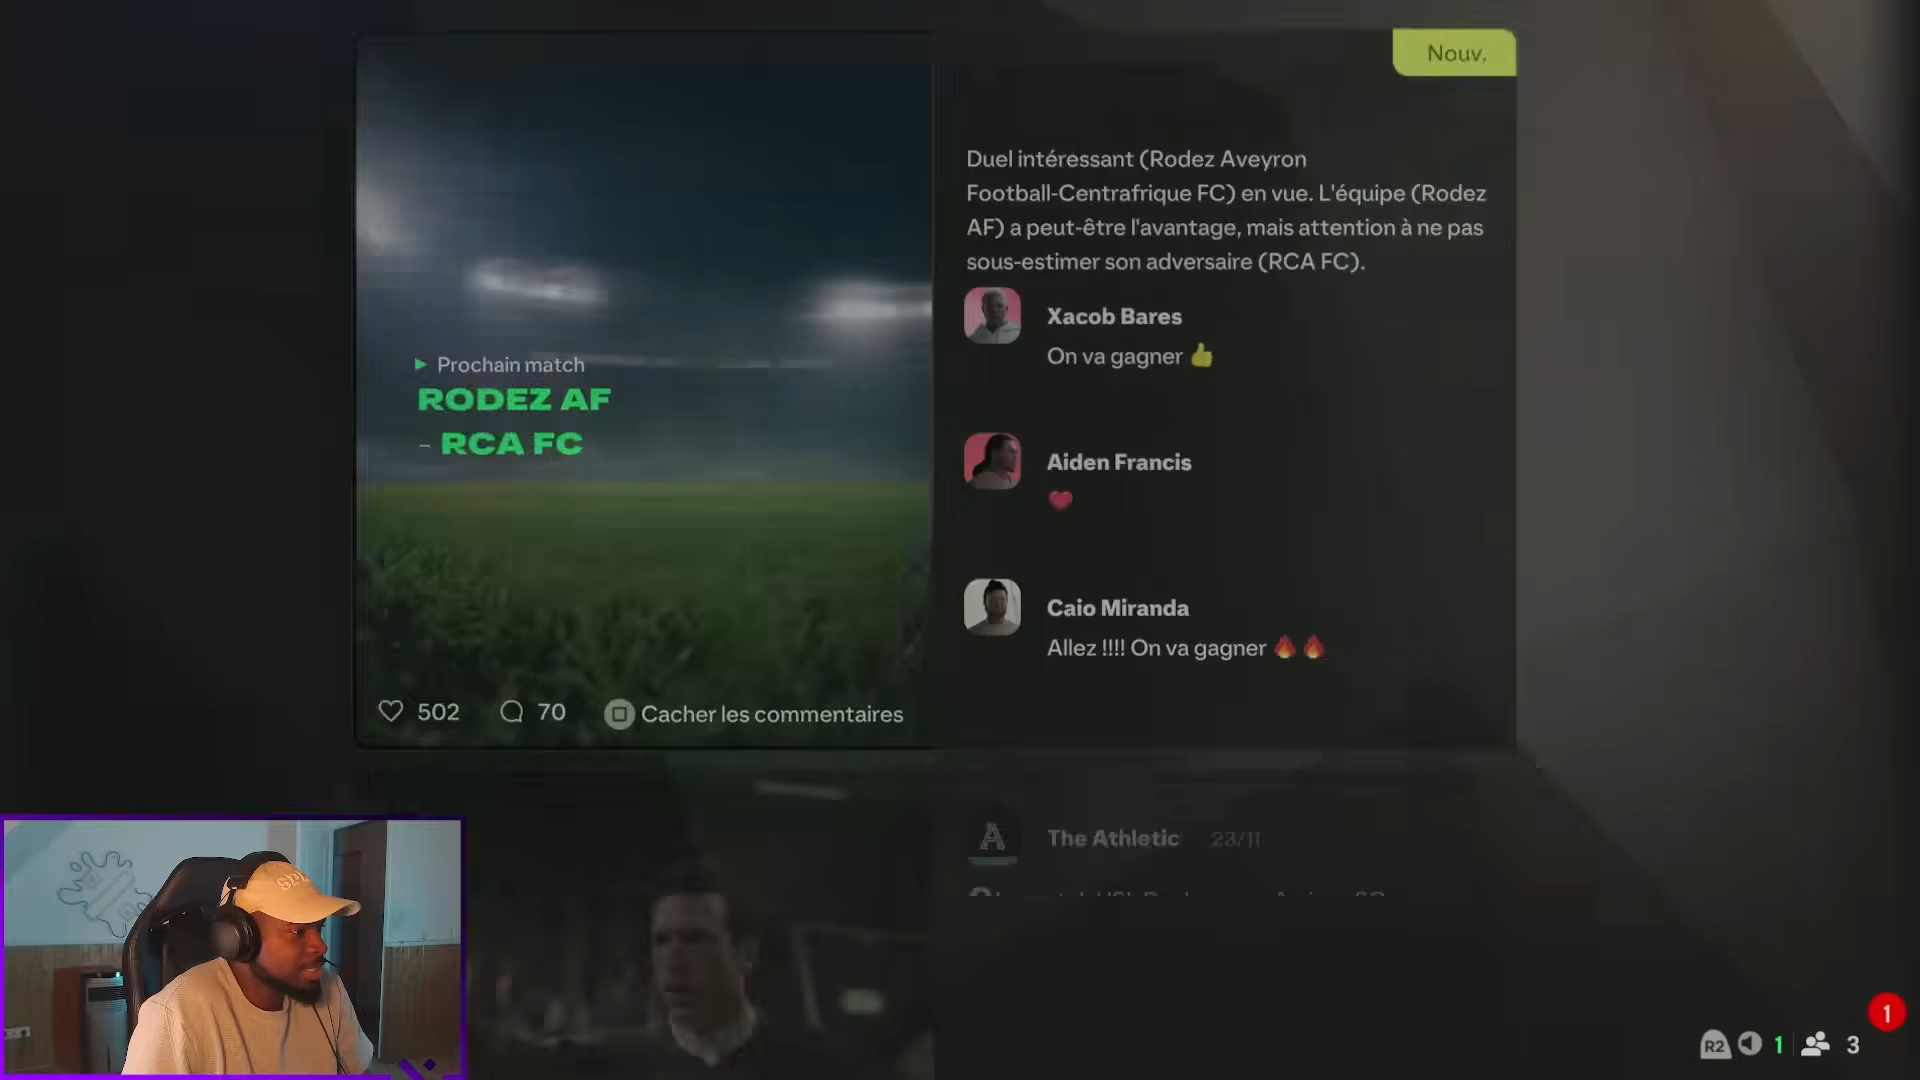 Nouv.
Duel intéressant (Rodez Aveyron
Football-Centrafrique FC) en vue. L'équipe (Rodez
AF) a peut-être l'avantage, mais attention à ne pas
sous-estimer son adversaire (RCA FC).
Prochain match
RODEZ AF
- RCA FC
Xacob Bares
On va gagner 👍
Aiden Francis
❤️
Caio Miranda
Allez !!!! On va gagner 🔥🔥
502
70
Cacher les commentaires
The Athletic 23/11
1
R2
1
3